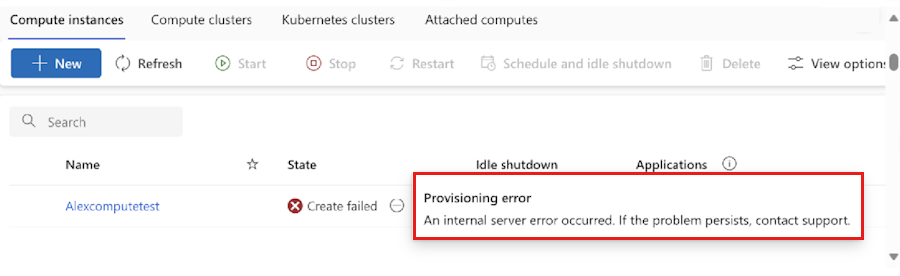 Compute instances Compute clusters Kubernetes clusters Attached computes
New Refresh Start Stop Restart Schedule and idle shutdown Delete View options
Search
Name State Idle shutdown Applications
Alexcomputetest Create failed
Provisioning error
An internal server error occurred. If the problem persists, contact support.